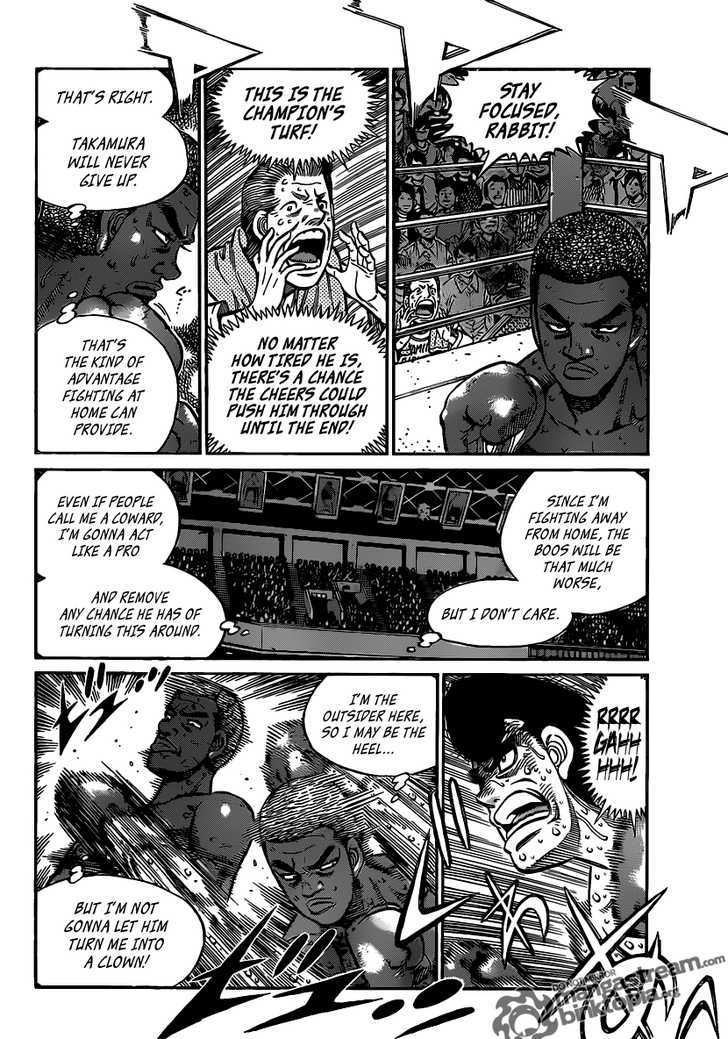 STAY
FOCUSED,
RABBIT!
THIS IS THE
CHAMPION'S
TURF!
NO MATTER
HOW TIRED HE IS,
THERE'S A CHANCE
THE CHEERS COULD
PUSH HIM THROUGH
UNTIL THE END!
THAT'S RIGHT.
TAKAMURA
WILL NEVER
GIVE UP.
THAT'S
THE KIND OF
ADVANTAGE
FIGHTING AT
HOME CAN
PROVIDE.
SINCE I'M
FIGHTING AWAY
FROM HOME, THE
BOOS WILL BE
THAT MUCH
WORSE,
BUT I DON'T CARE.
EVEN IF PEOPLE
CALL ME A COWARD,
I'M GONNA ACT
LIKE A PRO
AND REMOVE
ANY CHANCE HE HAS OF
TURNING THIS AROUND.
RRRR
GAHH
HHH!
I'M THE
OUTSIDER HERE,
SO I MAY BE THE
HEEL...
BUT I'M NOT
GONNA LET HIM
TURN ME INTO
A CLOWN!
mangastream.com